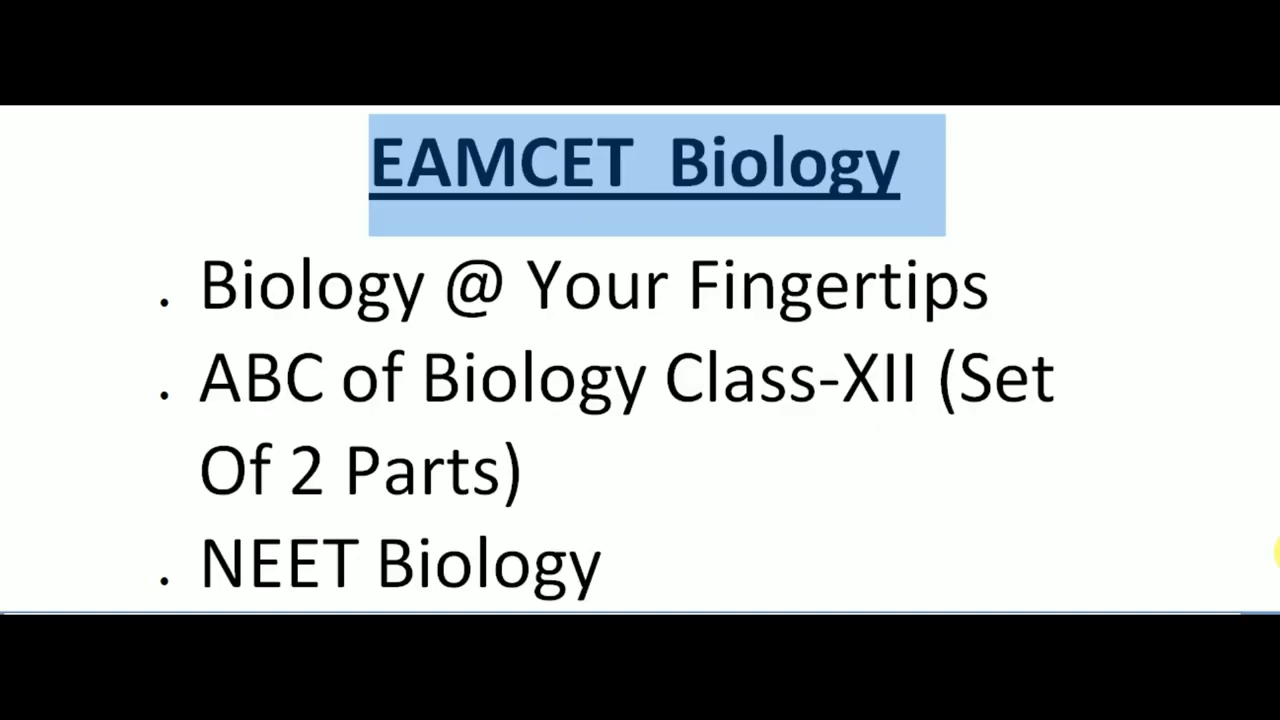 EAMCET Biology
. Biology @ Your Fingertips
. ABC of Biology Class-XII (Set
Of 2 Parts)
. NEET Biology